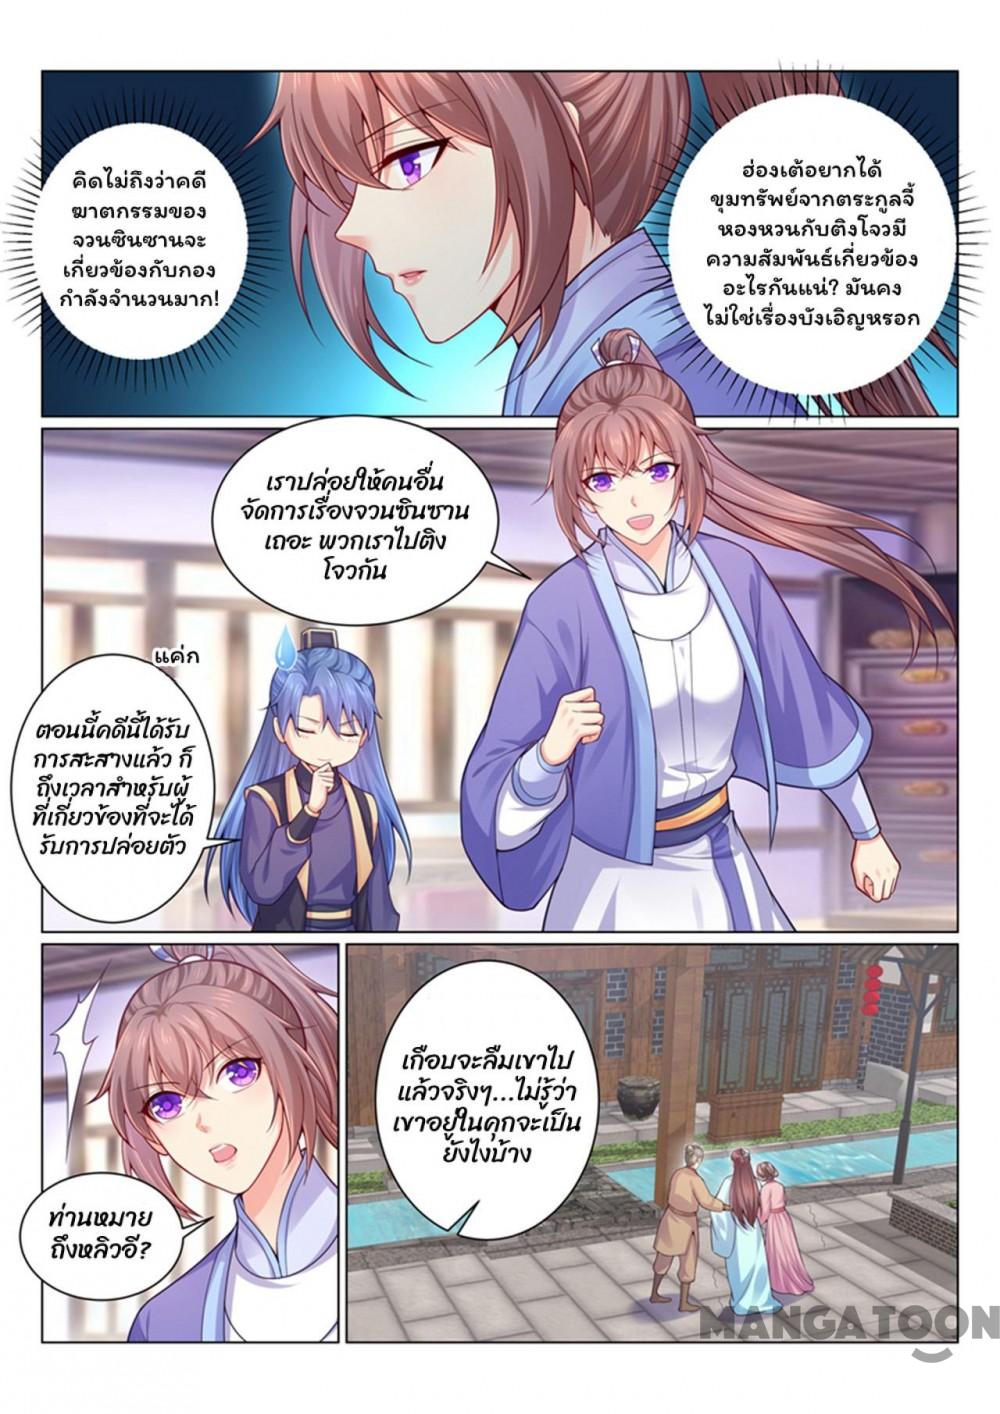 คิดไม่ถึงว่าคดี
ฆาตกรรมของ
จวนซินซานจะ
เกี่ยวข้องกับกอง
กำลังจำนวนมาก!
ฮ่องเต้อยากได้
ขุมทรัพย์จากตระกูลจี้
หองหวนกับติงโจวมี
ความสัมพันธ์เกี่ยวข้อง
อะไรกันแน่? มันคง
ไม่ใช่เรื่องบังเอิญหรอก
เราปล่อยให้คนอื่น
จัดการเรื่องจวนซินซาน
เถอะ พวกเราไปติง
โจวกัน
แค่ก
ตอนนี้คดีนี้ได้รับ
การสะสางแล้ว ก็
ถึงเวลาสำหรับผู้
ที่เกี่ยวข้องที่จะได้
รับการปล่อยตัว
ท่านหมาย
ถึงหลิวอี?
เกือบจะลืมเขาไป
แล้วจริงๆ...ไม่รู้ว่า
เขาอยู่ในคุกจะเป็น
ยังไงบ้าง
MANGATOON